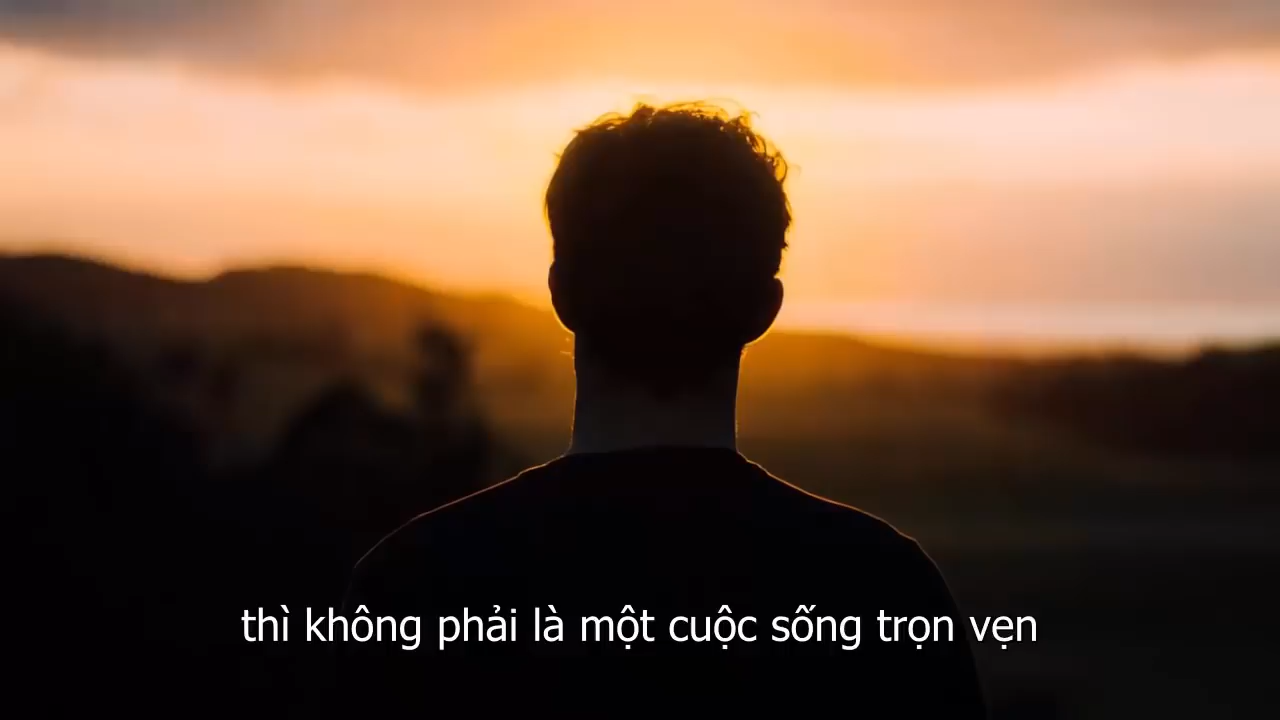 thì không phải là một cuộc sống trọn vẹn